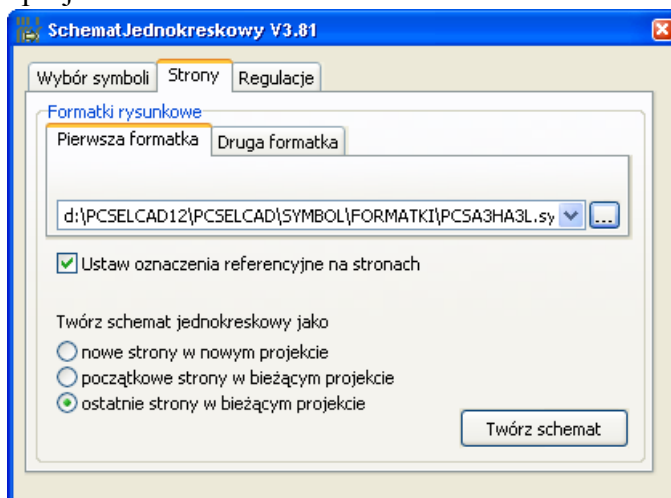 SchematJednokreskowy V3.81
Wybór symboli Strony Regulacje
Formatki rysunkowe
Pierwsza formatka Druga formatka
d:\PCSELCAD12\PCSELCAD\SYMBOL\FORMATKI\PCSA3HA3L.sy ...
Ustaw oznaczenia referencyjne na stronach
Twórz schemat jednokreskowy jako
nowe strony w nowym projekcie
początkowe strony w bieżącym projekcie
ostatnie strony w bieżącym projekcie
Twórz schemat